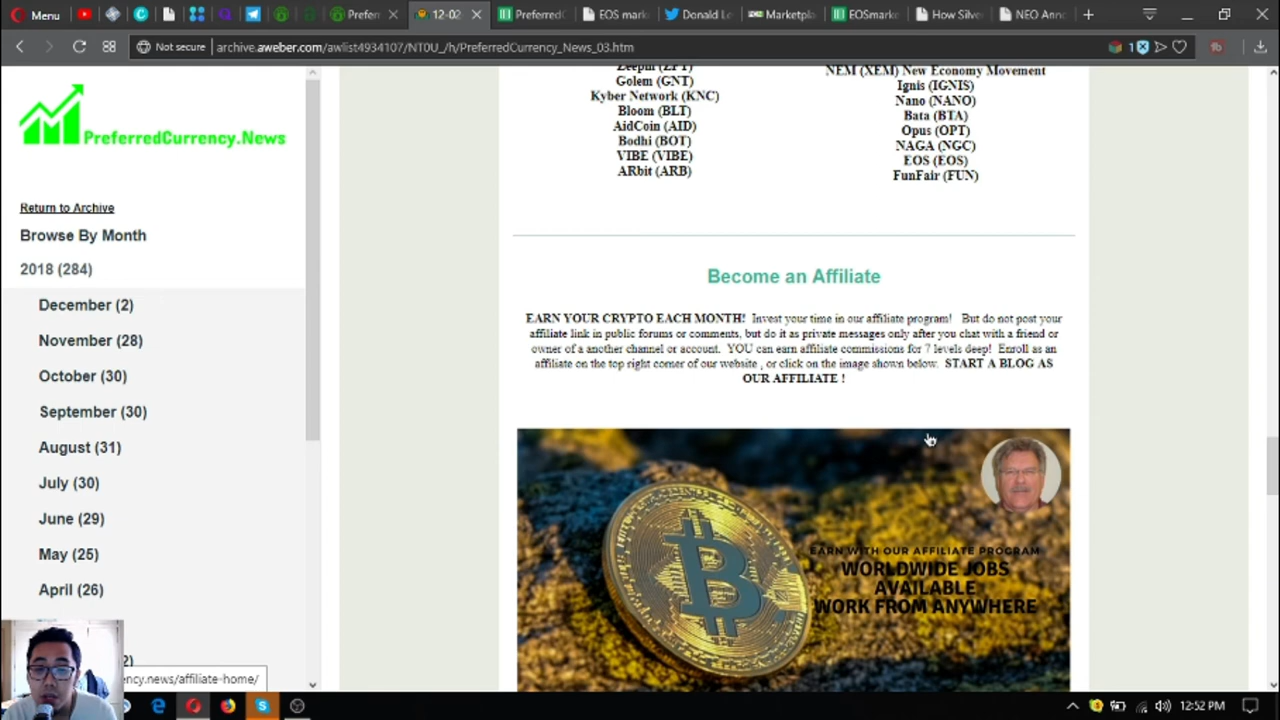 Menu
Prefer
12-02
PreferredC
EOS mark
Donald Le
Marketpla
EOSmarke
How Silve
NEO Anno
Not secure
archive.aweber.com/awlist4934107/NT0U_/h/PreferredCurrency_News_03.htm
1
PreferredCurrency.News
Return to Archive
Browse By Month
2018 (284)
December (2)
November (28)
October (30)
September (30)
August (31)
July (30)
June (29)
May (25)
April (26)
2)
ency.news/affiliate-home/
Zeepin (ZPT)
Golem (GNT)
Kyber Network (KNC)
Bloom (BLT)
AidCoin (AID)
Bodhi (BOT)
VIBE (VIBE)
ARbit (ARB)
NEM (XEM) New Economy Movement
Ignis (IGNIS)
Nano (NANO)
Bata (BTA)
Opus (OPT)
NAGA (NGC)
EOS (EOS)
FunFair (FUN)
Become an Affiliate
EARN YOUR CRYPTO EACH MONTH! Invest your time in our affiliate program! But do not post your
affiliate link in public forums or comments, but do it as private messages only after you chat with a friend or
owner of a another channel or account. YOU can earn affiliate commissions for 7 levels deep! Enroll as an
affiliate on the top right corner of our website , or click on the image shown below. START A BLOG AS
OUR AFFILIATE !
EARN WITH OUR AFFILIATE PROGRAM
WORLDWIDE JOBS
AVAILABLE
WORK FROM ANYWHERE
12:52 PM